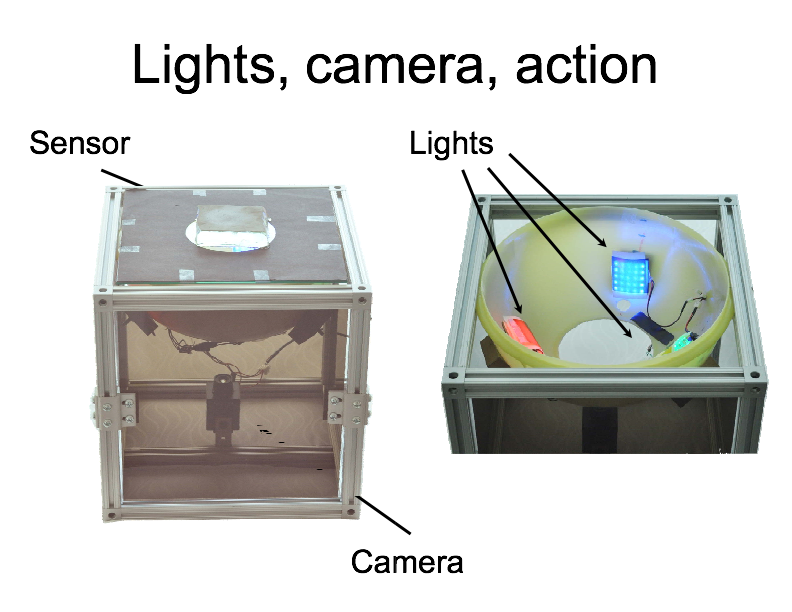 Lights, camera, action
Sensor
Lights
Camera